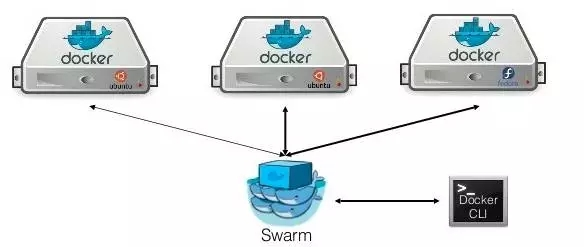 docker
ubuntu
docker
ubuntu
docker
fedora
Swarm
>_
Docker
CLI